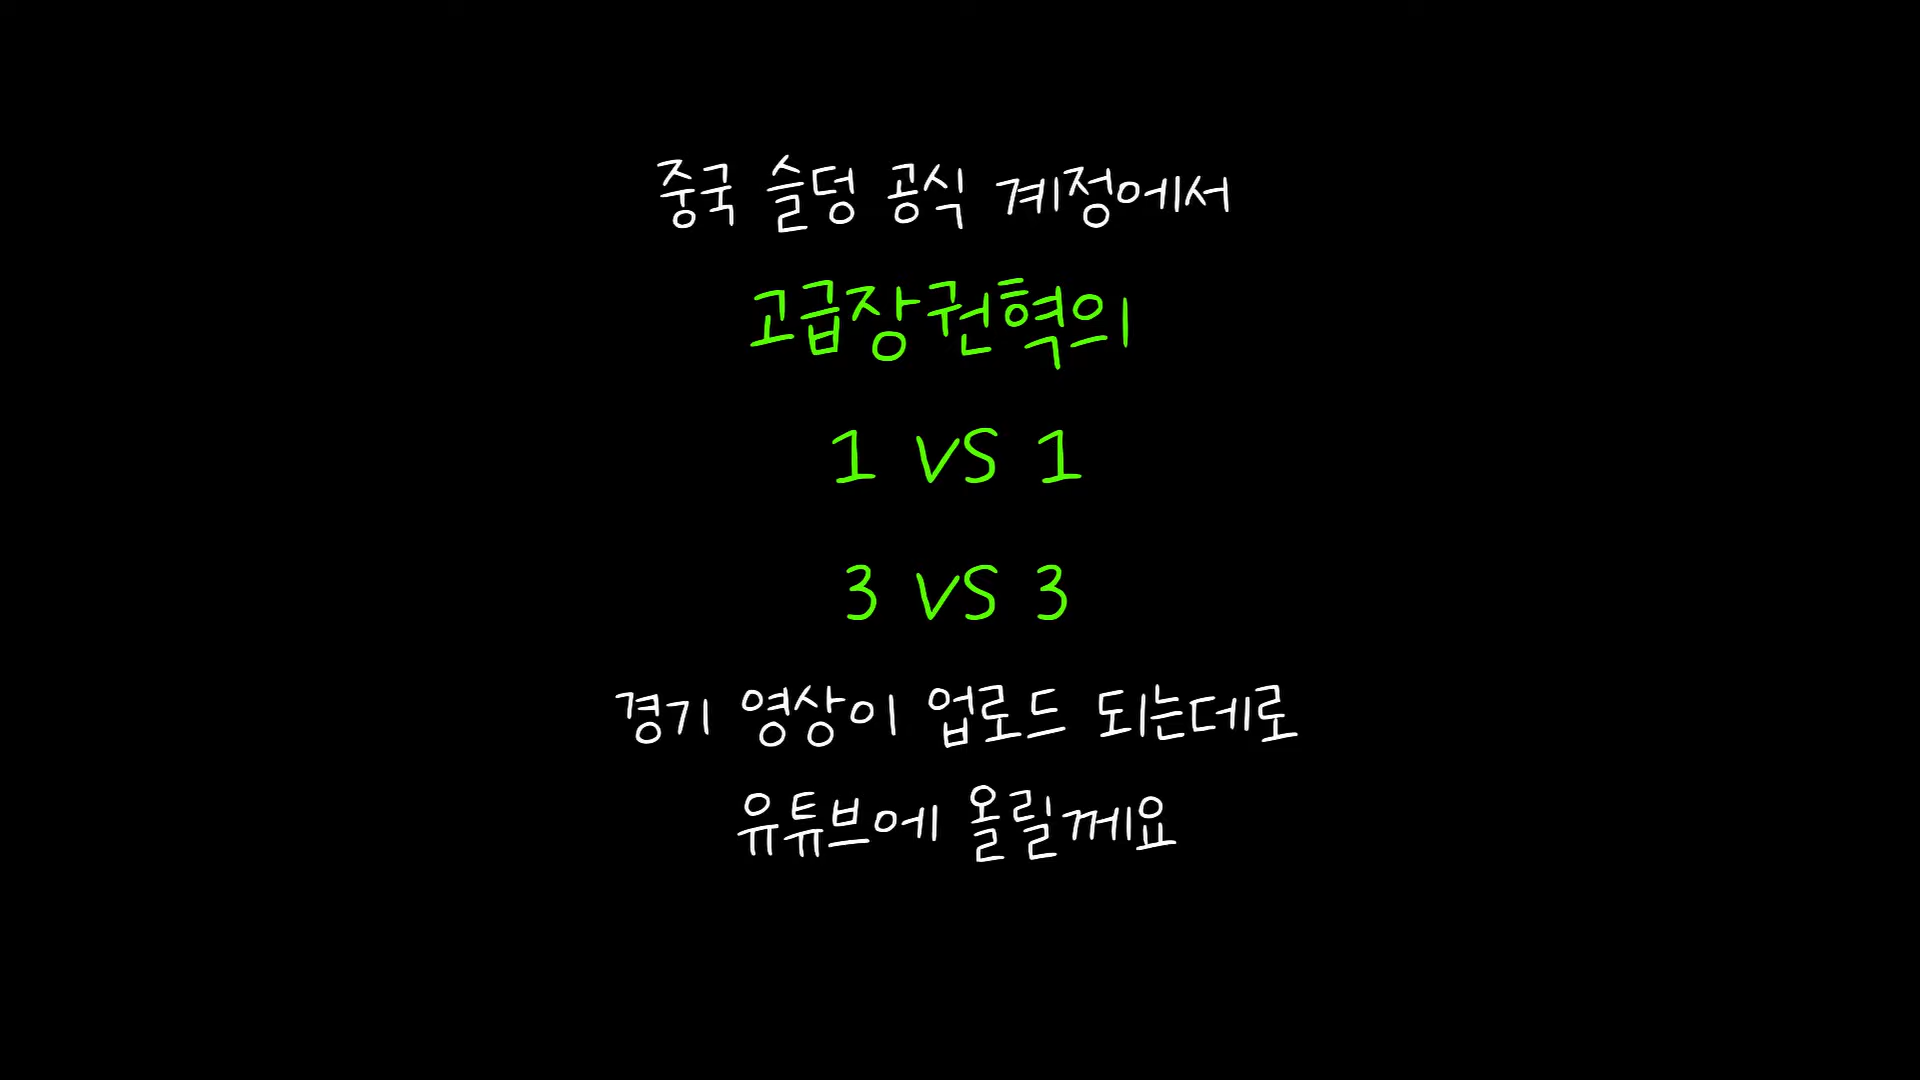 중국 슬덩 공식 계정에서
고급장권혁의
1 VS 1
3 VS 3
경기 영상이 업로드 되는데로
유튜브에 올릴께요